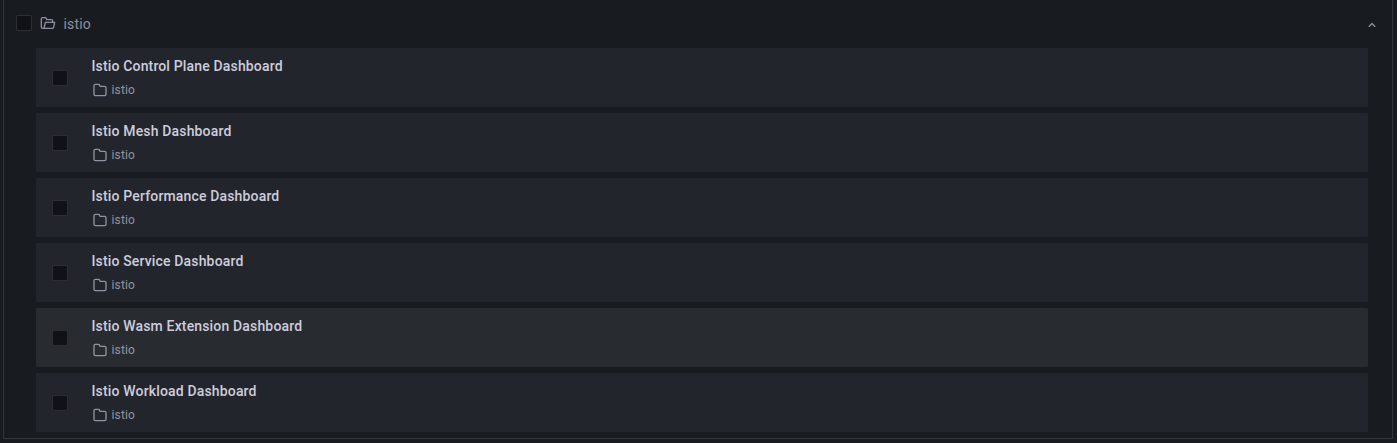 istio
Istio Control Plane Dashboard
istio
Istio Mesh Dashboard
istio
Istio Performance Dashboard
istio
Istio Service Dashboard
istio
Istio Wasm Extension Dashboard
istio
Istio Workload Dashboard
istio